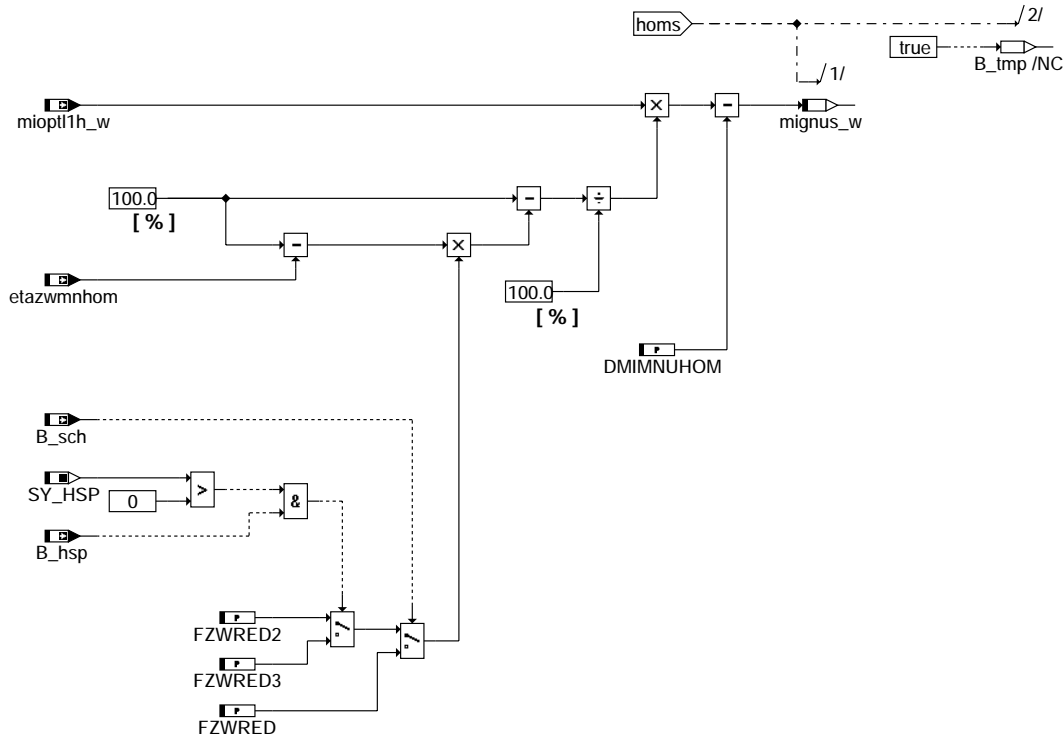 homs
/2/
true
B_tmp /NC
/1/
mioptl1h_w
mignus_w
100.0
[ % ]
etazwmnhom
100.0
[ % ]
P
DMIMNUHOM
B_sch
SY_HSP
>
0
&
B_hsp
P
FZWRED2
P
FZWRED3
P
FZWRED